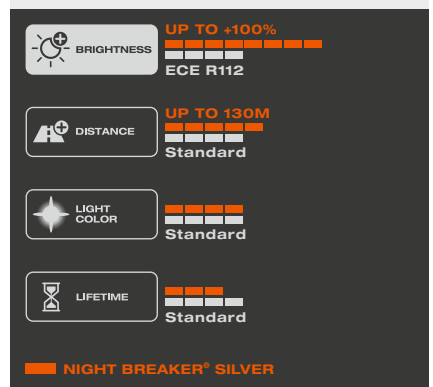 UP TO +100%
BRIGHTNESS
ECE R112
UP TO 130M
DISTANCE
Standard
LIGHT
COLOR
Standard
LIFETIME
Standard
NIGHT BREAKER® SILVER